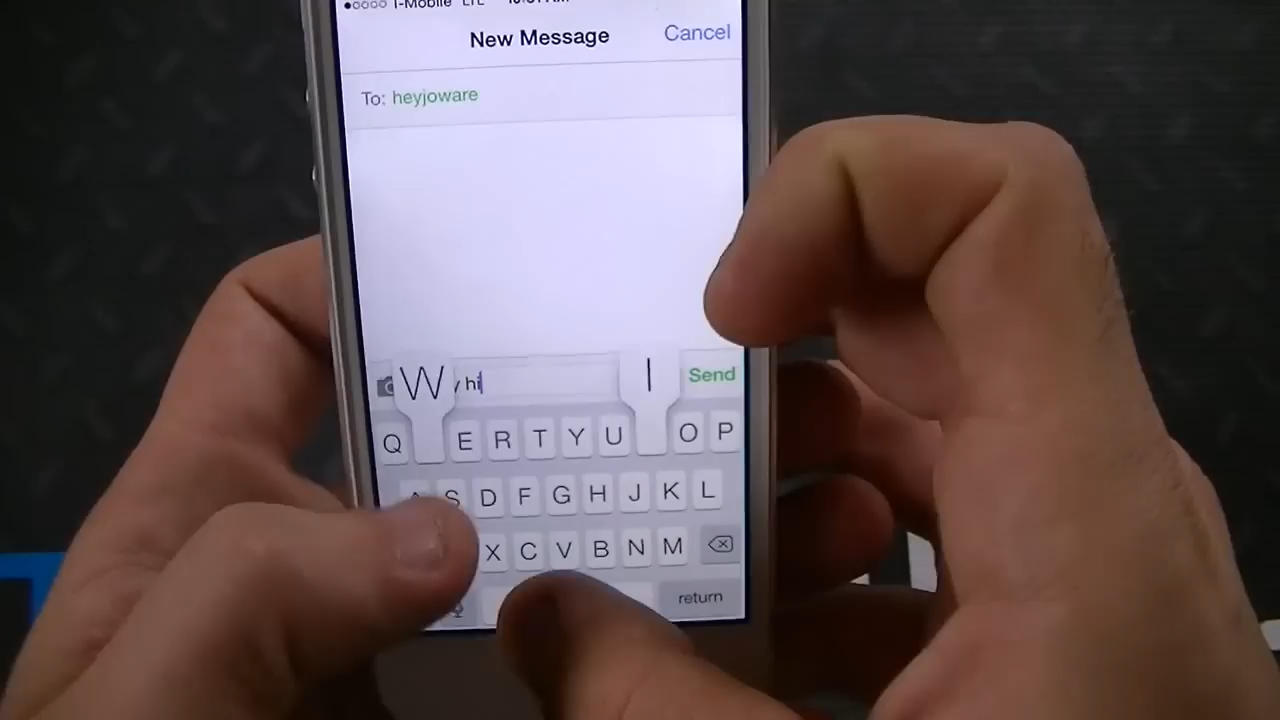 T-Mobile LTE
New Message Cancel
To: heyjoware
W y hi I Send
Q E R T Y U O P
A S D F G H J K L
X C V B N M
return